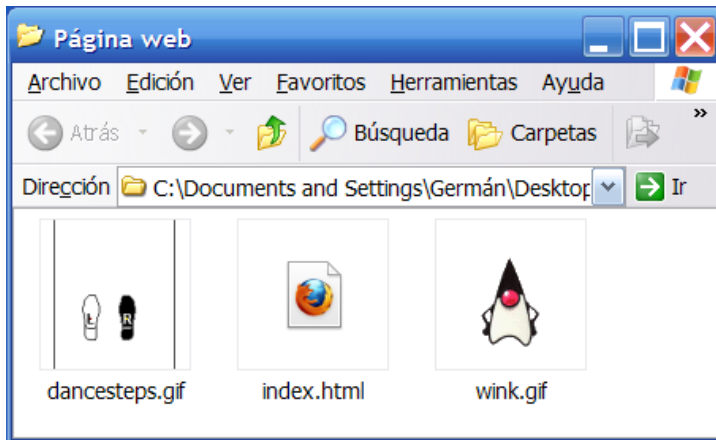 Página web
Archivo Edición Ver Favoritos Herramientas Ayuda
Atrás Búsqueda Carpetas »
Dirección C:\Documents and Settings\Germán\Desktop Ir
L R
dancesteps.gif index.html wink.gif